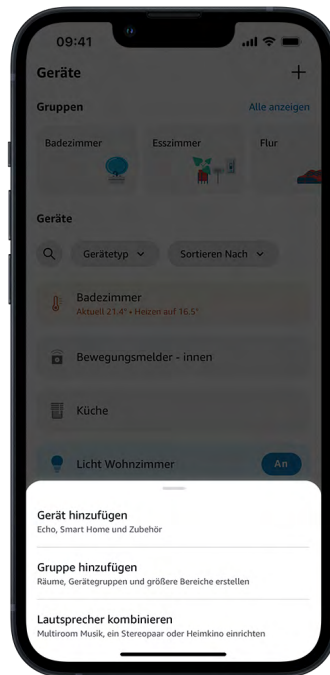 09:41
Geräte
Gruppen
Alle anzeigen
Badezimmer
Esszimmer
Flur
Geräte
Gerätetyp
Sortieren Nach
Badezimmer
Aktuell 21.4° • Heizen auf 16.5°
Bewegungsmelder - innen
Küche
Licht Wohnzimmer
An
Gerät hinzufügen
Echo, Smart Home und Zubehör
Gruppe hinzufügen
Räume, Gerätegruppen und größere Bereiche erstellen
Lautsprecher kombinieren
Multiroom Musik, ein Stereopaar oder Heimkino einrichten